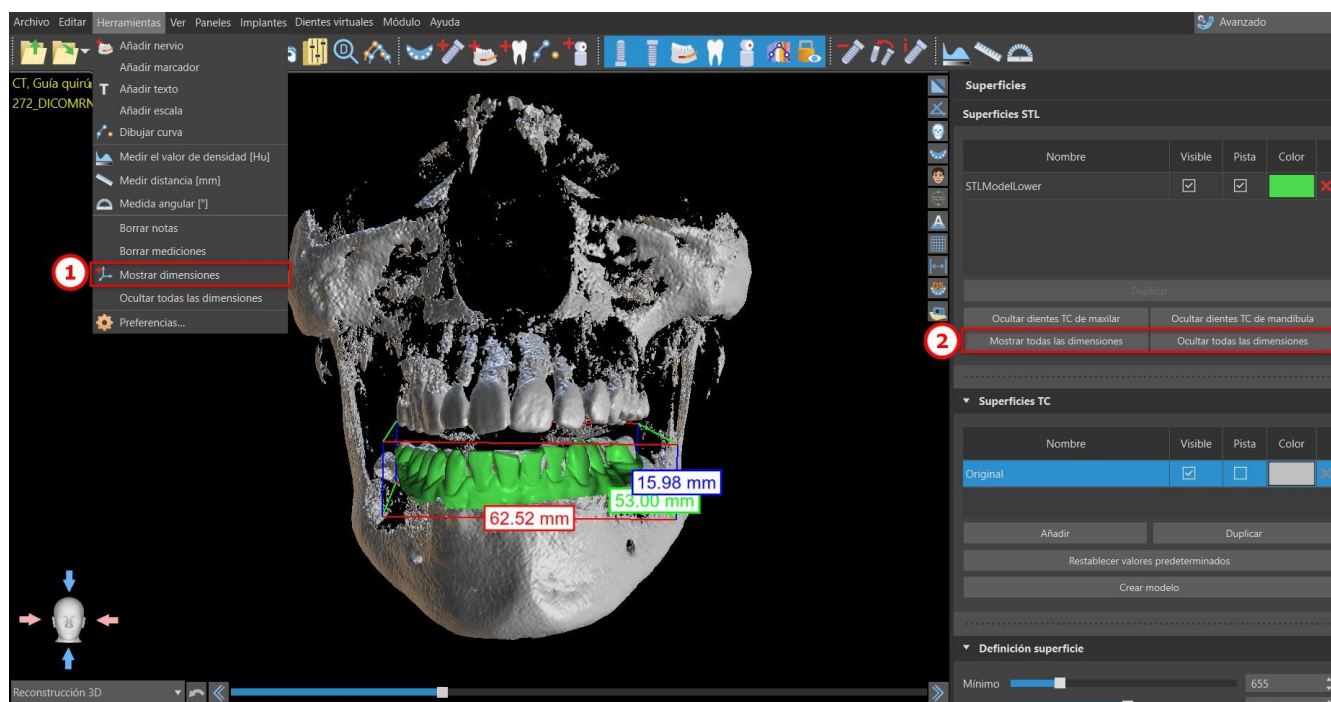 Archivo Editar Herramientas Ver Paneles Implantes Dientes virtuales Módulo Ayuda
Avanzado
CT, Guía quirú
272_DICOMRN
Añadir nervio
Añadir marcador
T Añadir texto
Añadir escala
Dibujar curva
Medir el valor de densidad [Hu]
Medir distancia [mm]
Medida angular [°]
Borrar notas
Borrar mediciones
1 Mostrar dimensiones
Ocultar todas las dimensiones
Preferencias...
15.98 mm
53.00 mm
62.52 mm
Reconstrucción 3D
Superficies
Superficies STL
Nombre Visible Pista Color
STLModelLower
Duplicar
Ocultar dientes TC de maxilar Ocultar dientes TC de mandíbula
2 Mostrar todas las dimensiones Ocultar todas las dimensiones
Superficies TC
Nombre Visible Pista Color
Original
Añadir Duplicar
Restablecer valores predeterminados
Crear modelo
Definición superficie
Mínimo 655